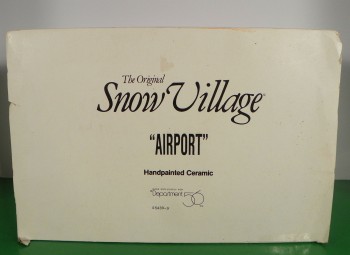 The Original
Snow Village®
"AIRPORT"
Handpainted Ceramic
Department 56